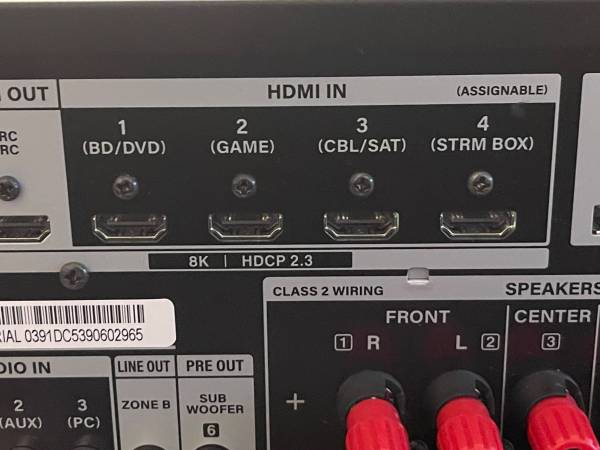 OUT
HDMI IN
(ASSIGNABLE)
RC
RC
1
(BD/DVD)
2
(GAME)
3
(CBL/SAT)
4
(STRM BOX)
8K | HDCP 2.3
CLASS 2 WIRING
SPEAKERS
FRONT
CENTER
1 R
L 2
3
+
RIAL 0391DC5390602965
DIO IN
2
(AUX)
3
(PC)
LINE OUT
ZONE B
PRE OUT
SUB
WOOFER
6